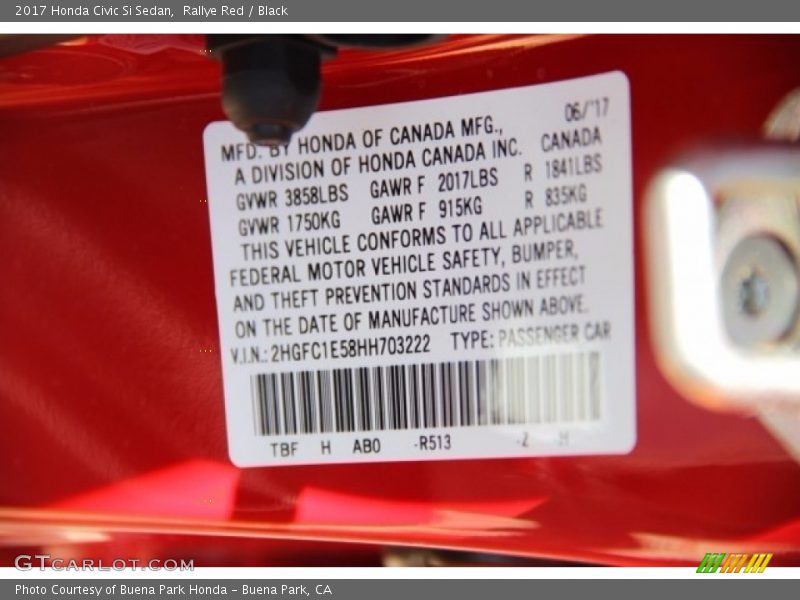 2017 Honda Civic Si Sedan, Rallye Red / Black
06/'17
MFD. BY HONDA OF CANADA MFG.,
A DIVISION OF HONDA CANADA INC. CANADA
GVWR 3858LBS GAWR F 2017LBS R 1841LBS
GVWR 1750KG GAWR F 915KG R 835KG
THIS VEHICLE CONFORMS TO ALL APPLICABLE
FEDERAL MOTOR VEHICLE SAFETY, BUMPER,
AND THEFT PREVENTION STANDARDS IN EFFECT
ON THE DATE OF MANUFACTURE SHOWN ABOVE.
V.I.N.: 2HGFC1E58HH703222 TYPE: PASSENGER CAR
TBF H AB0 -R513 -2 H
GTCARLOT.COM
Photo Courtesy of Buena Park Honda - Buena Park, CA